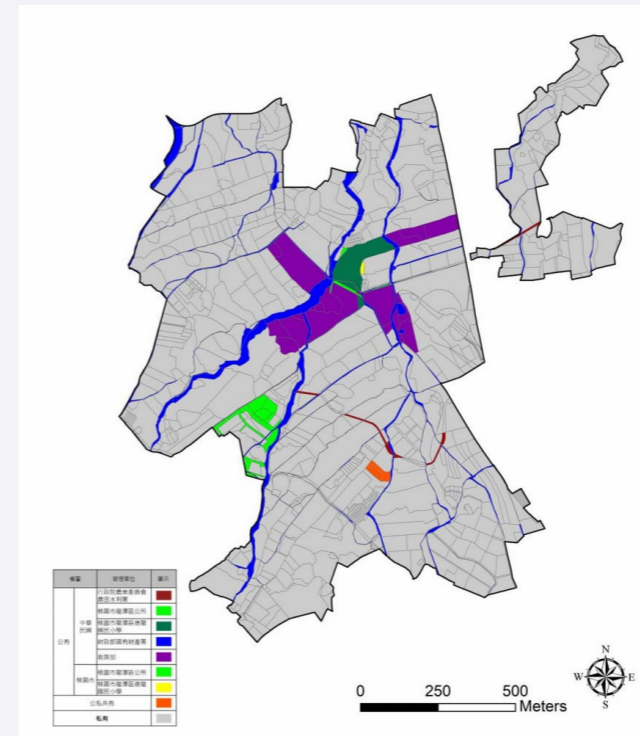 N
W E
S
0 250 500
Meters
權屬 管理單位 圖示
公有
中華
民國
行政院農業委員會
農田水利署
桃園市龍潭區公所
桃園市龍潭區德龍
國民小學
財政部國有財產署
教育部
桃園市
桃園市龍潭區公所
桃園市龍潭區德龍
國民小學
公私共有
私有